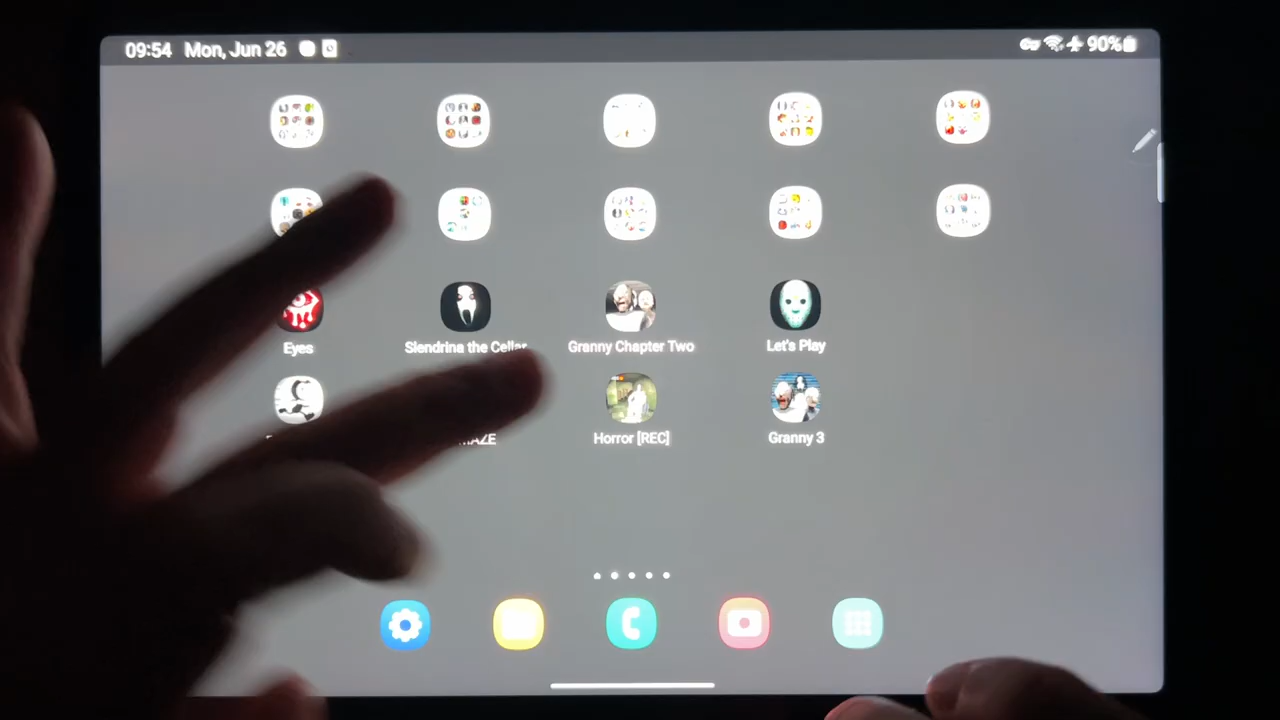 09:54 Mon, Jun 26 90%
Eyes Slendrina the Cellar Granny Chapter Two Let's Play
Horror [REC] Granny 3